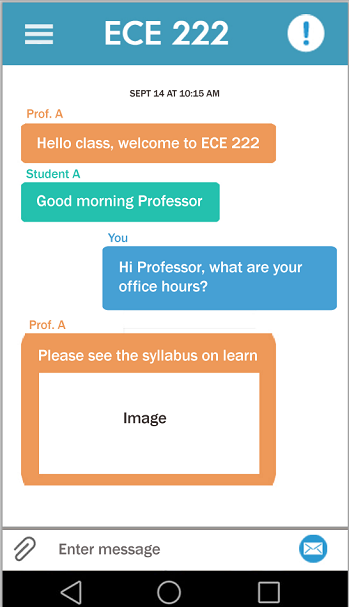 ECE 222
SEPT 14 AT 10:15 AM
Prof. A
Hello class, welcome to ECE 222
Student A
Good morning Professor
You
Hi Professor, what are your
office hours?
Prof. A
Please see the syllabus on learn
Image
Enter message